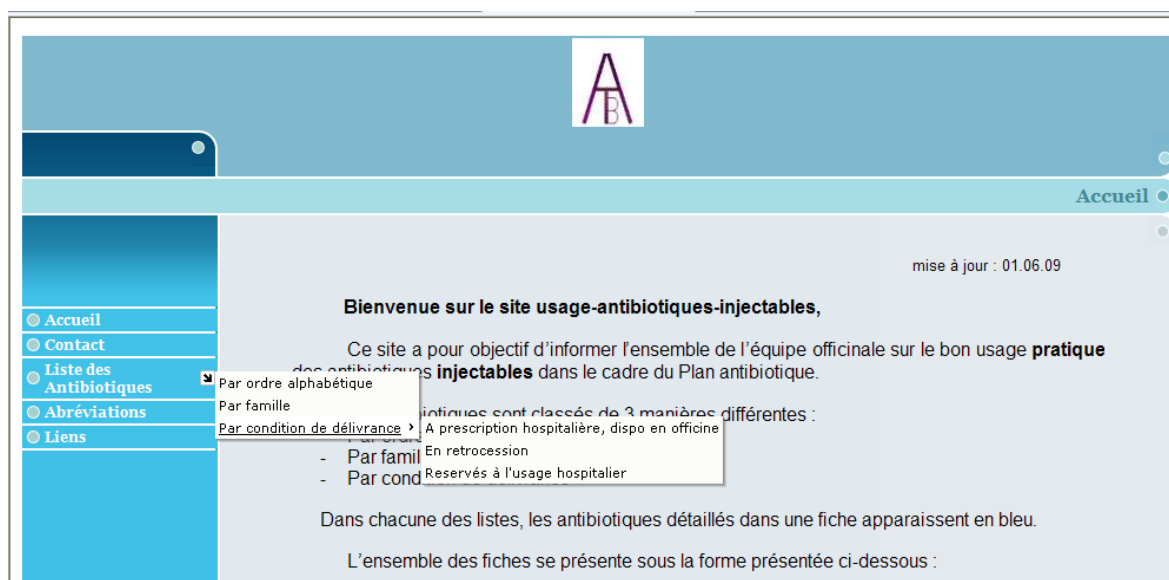 ATB
Accueil
mise à jour : 01.06.09
Accueil
Contact
Liste des
Antibiotiques
Abréviations
Liens
Par ordre alphabétique
Par famille
Par condition de délivrance
A prescription hospitalière, dispo en officine
En retrocession
Reservés à l'usage hospitalier
Bienvenue sur le site usage-antibiotiques-injectables,
Ce site a pour objectif d'informer l'ensemble de l'équipe officinale sur le bon usage pratique
des antibiotiques injectables dans le cadre du Plan antibiotique.
sont classés de 3 manières différentes :
- Par
- Par
Dans chacune des listes, les antibiotiques détaillés dans une fiche apparaissent en bleu.
L'ensemble des fiches se présente sous la forme présentée ci-dessous :